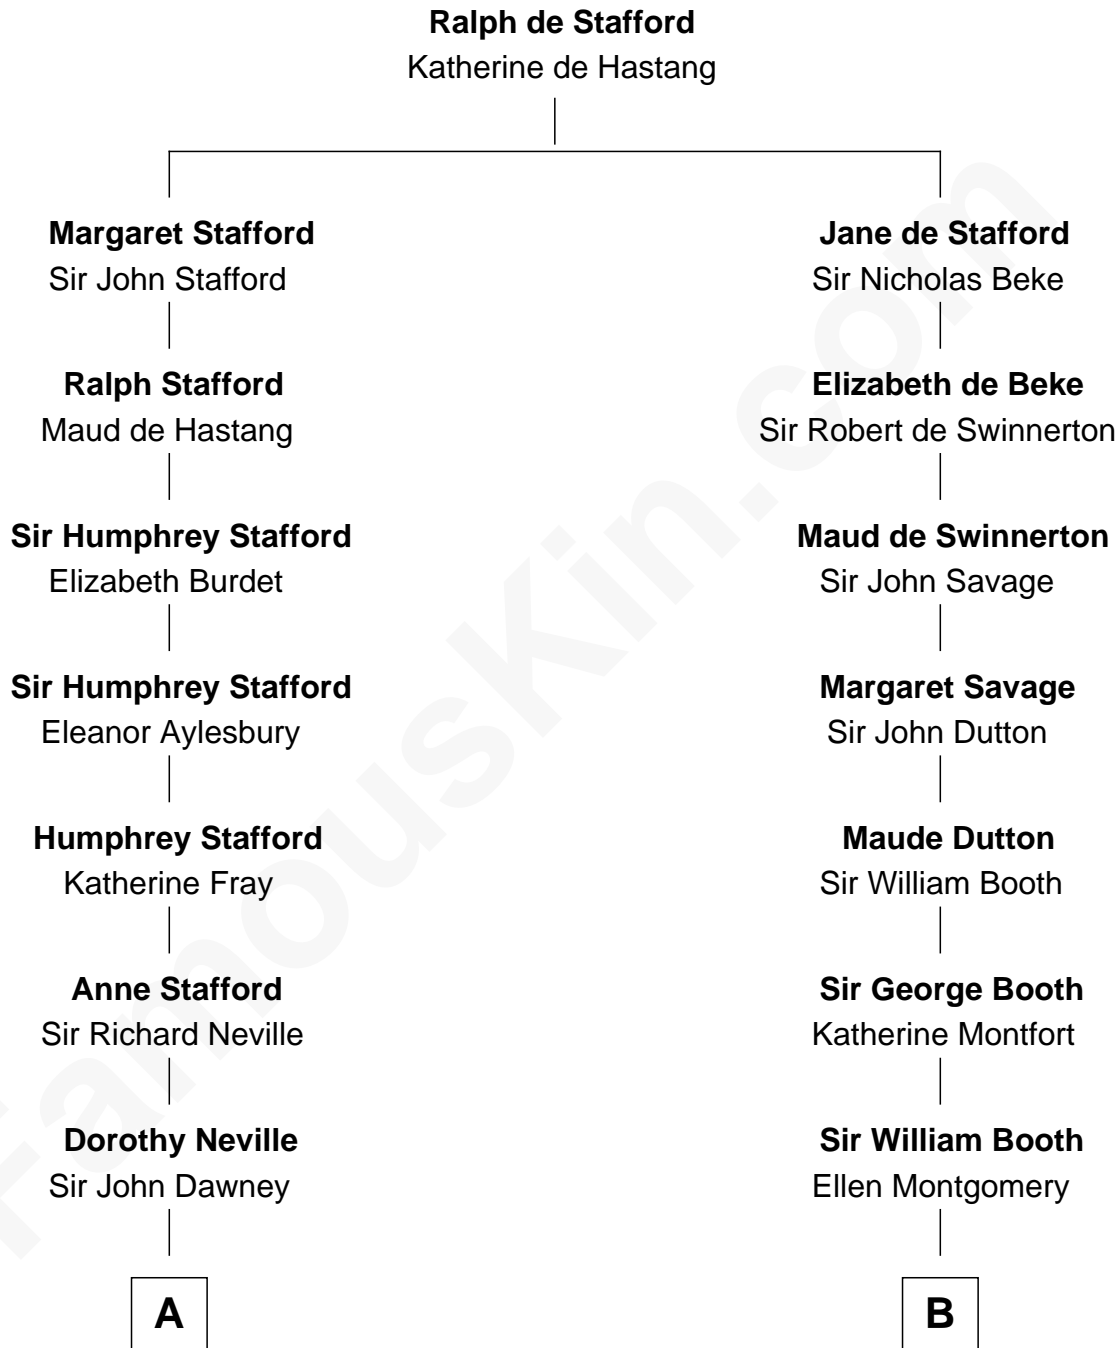 Ralph de Stafford
Katherine de Hastang
Margaret Stafford
Sir John Stafford
Ralph Stafford
Maud de Hastang
Sir Humphrey Stafford
Elizabeth Burdet
Sir Humphrey Stafford
Eleanor Aylesbury
Humphrey Stafford
Katherine Fray
Anne Stafford
Sir Richard Neville
Dorothy Neville
Sir John Dawney
A
Jane de Stafford
Sir Nicholas Beke
Elizabeth de Beke
Sir Robert de Swinnerton
Maud de Swinnerton
Sir John Savage
Margaret Savage
Sir John Dutton
Maude Dutton
Sir William Booth
Sir George Booth
Katherine Montfort
Sir William Booth
Ellen Montgomery
B
FamousKin.com